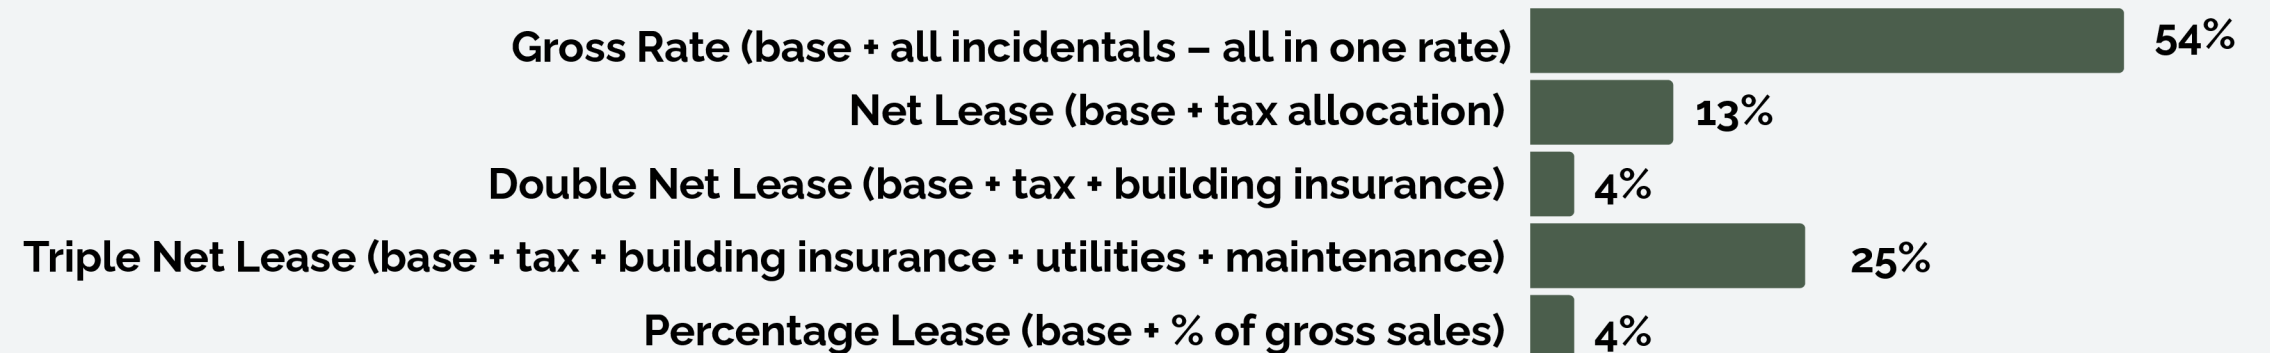 Gross Rate (base + all incidentals – all in one rate) 54%
Net Lease (base + tax allocation) 13%
Double Net Lease (base + tax + building insurance) 4%
Triple Net Lease (base + tax + building insurance + utilities + maintenance) 25%
Percentage Lease (base + % of gross sales) 4%